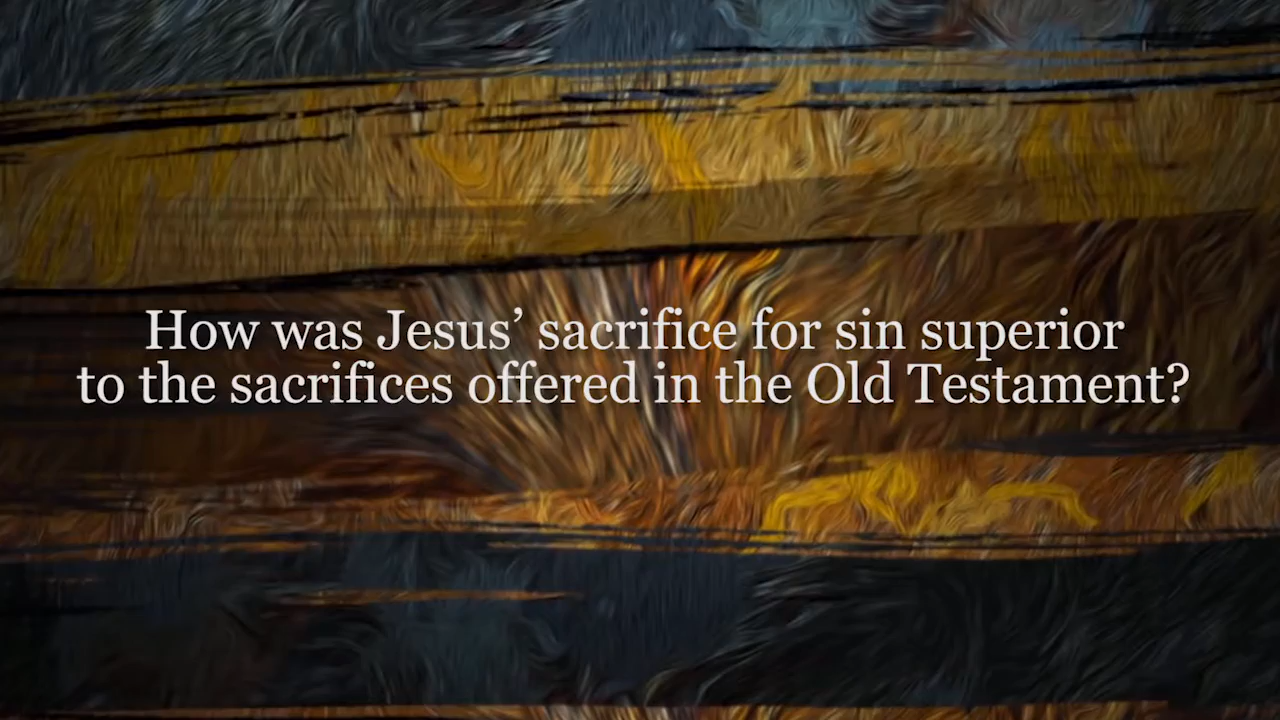 How was Jesus’ sacrifice for sin superior
to the sacrifices offered in the Old Testament?